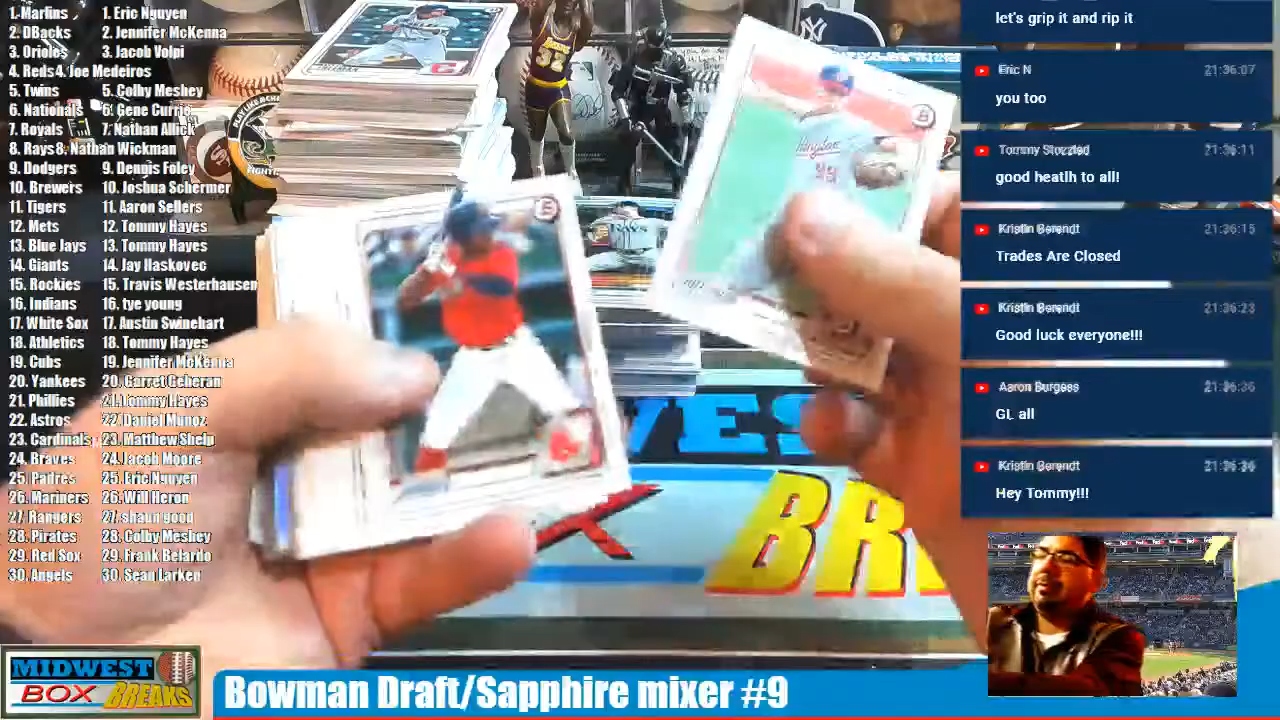 1. Marlins 1. Eric Nguyen
2. DBacks 2. Jennifer McKenna
3. Orioles 3. Jacob Volpi
4. Reds 4. Joe Medeiros
5. Twins 5. Colby Meshey
6. Nationals 6. Gene Currie
7. Royals 7. Nathan Allick
8. Rays 8. Nathan Wickman
9. Dodgers 9. Dennis Foley
10. Brewers 10. Joshua Schermer
11. Tigers 11. Aaron Sellers
12. Mets 12. Tommy Hayes
13. Blue Jays 13. Tommy Hayes
14. Giants 14. Jay Haskovec
15. Rockies 15. Travis Westerhausen
16. Indians 16. tye young
17. White Sox 17. Austin Swinehart
18. Athletics 18. Tommy Hayes
19. Cubs 19. Jennifer McKenna
20. Yankees 20. Garret Geheran
21. Phillies 21. Tommy Hayes
22. Astros 22. Daniel Munoz
23. Cardinals 23. Matthew Shelp
24. Braves 24. Jacob Moore
25. Padres 25. Eric Nguyen
26. Mariners 26. Will Heron
27. Rangers 27. shaun good
28. Pirates 28. Colby Meshey
29. Red Sox 29. Frank Belardo
30. Angels 30. Sean Larken
let's grip it and rip it
Eric N 21:36:07
you too
Tommy Stuzzled 21:36:11
good heatlh to all!
Kristin Berendt 21:36:15
Trades Are Closed
Kristin Berendt 21:36:23
Good luck everyone!!!
Aaron Burgess 21:36:36
GL all
Kristin Berendt 21:36:36
Hey Tommy!!!
32
MIDWEST
BOX BREAKS
Bowman Draft/Sapphire mixer #9